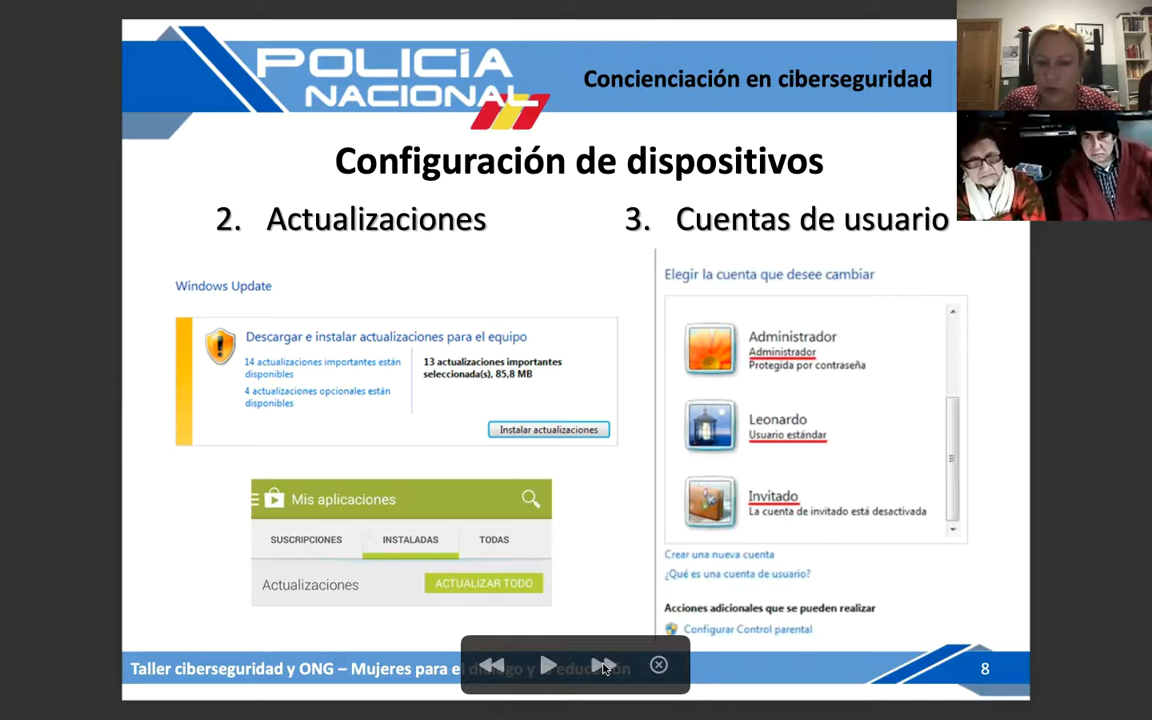 POLICÍA
NACIONAL
Concienciación en ciberseguridad
Configuración de dispositivos
2. Actualizaciones
3. Cuentas de usuario
Windows Update
Descargar e instalar actualizaciones para el equipo
14 actualizaciones importantes están
disponibles
4 actualizaciones opcionales están
disponibles
13 actualizaciones importantes
seleccionada(s), 85,8 MB
Instalar actualizaciones
Mis aplicaciones
SUSCRIPCIONES INSTALADAS TODAS
Actualizaciones ACTUALIZAR TODO
Elegir la cuenta que desee cambiar
Administrador
Administrador
Protegida por contraseña
Leonardo
Usuario estándar
Invitado
La cuenta de invitado está desactivada
Crear una nueva cuenta
¿Qué es una cuenta de usuario?
Acciones adicionales que se pueden realizar
Configurar Control parental
Taller ciberseguridad y ONG – Mujeres para el diálogo y la educación
8